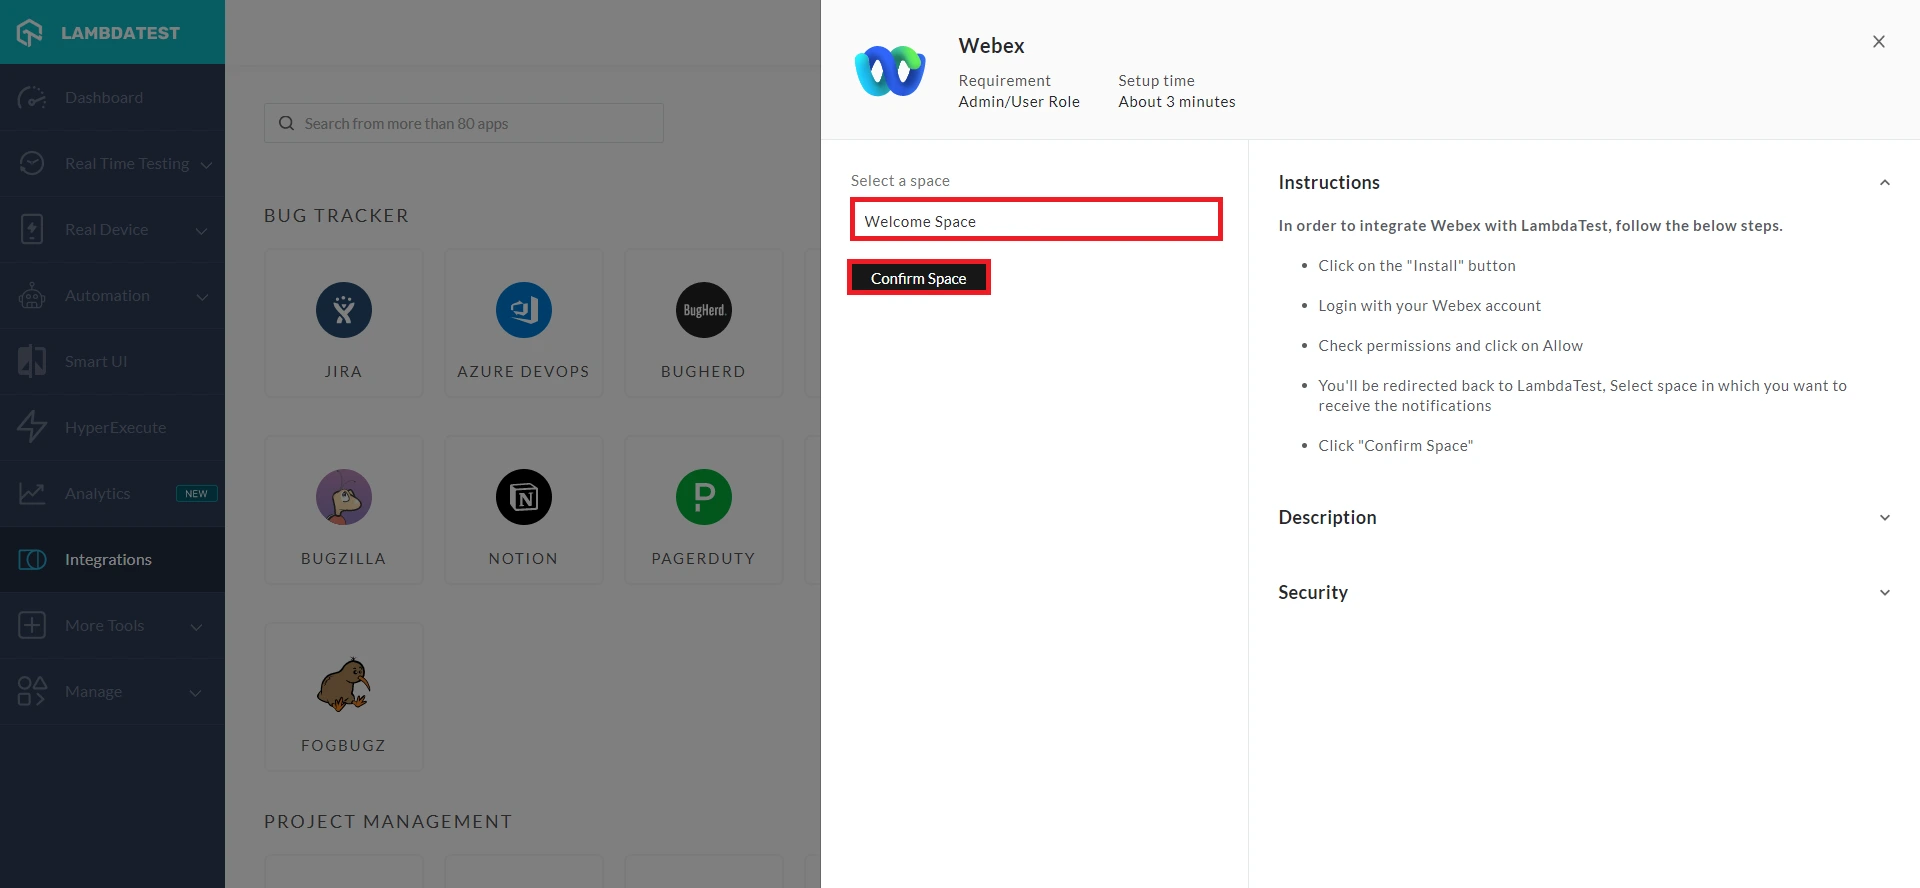 LAMBDATEST
Dashboard
Real Time Testing
Real Device
Automation
Smart UI
HyperExecute
Analytics NEW
Integrations
More Tools
Manage
Search from more than 80 apps
BUG TRACKER
JIRA
AZURE DEVOPS
BugHerd.
BUGHERD
BUGZILLA
NOTION
PAGERDUTY
FOGBUGZ
PROJECT MANAGEMENT
Webex
Requirement
Admin/User Role
Setup time
About 3 minutes
Select a space
Welcome Space
Confirm Space
Instructions
In order to integrate Webex with LambdaTest, follow the below steps.
• Click on the "Install" button
• Login with your Webex account
• Check permissions and click on Allow
• You'll be redirected back to LambdaTest, Select space in which you want to
receive the notifications
• Click "Confirm Space"
Description
Security